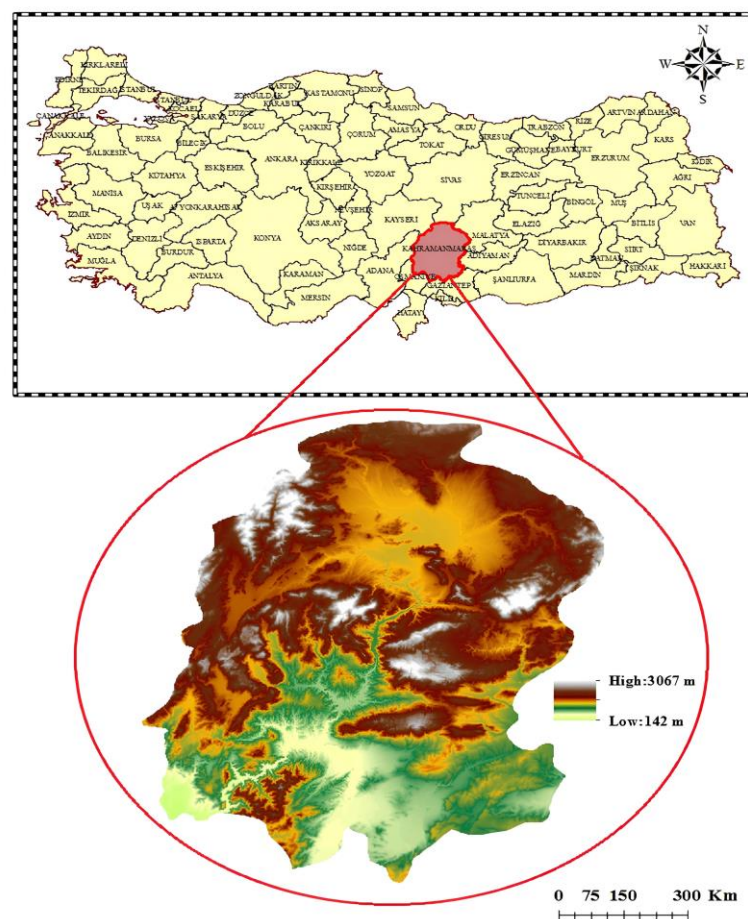 N
W E
S
KIRKLARELİ
EDİRNE
TEKİRDAĞ
KOCAELİ
SAKARYA
DÜZCE
ZONGULDAK
BARTIN
KARABÜK
KASTAMONU
SİNOP
SAMSUN
ORDU
GİRESUN
TRABZON
RİZE
ARTVİN
ARDAHAN
ÇANAKKALE
ÇANAKKALE
BALIKESİR
BURSA
BİLECİK
BOLU
ÇANKIRI
ÇORUM
AMASYA
TOKAT
GÜMÜŞHANE
BAYBURT
ERZURUM
KARS
IĞDIR
AĞRI
KÜTAHYA
ESKİŞEHİR
ANKARA
KIRIKKALE
YOZGAT
SİVAS
ERZİNCAN
TUNCELİ
BİNGÖL
MUŞ
MANİSA
UŞAK
AFYONKARAHİSAR
KIRŞEHİR
NEVŞEHİR
KAYSERİ
MALATYA
ELAZIĞ
BİTLİS
VAN
İZMİR
AYDIN
DENİZLİ
ISPARTA
BURDUR
KONYA
AKSARAY
NİĞDE
KAHRAMANMARAŞ
ADIYAMAN
DİYARBAKIR
BATMAN
SİİRT
ŞIRNAK
HAKKARİ
MUĞLA
ANTALYA
KARAMAN
MERSİN
ADANA
GAZİANTEP
ŞANLIURFA
MARDİN
HATAY
High:3067 m
Low:142 m
0 75 150 300 Km